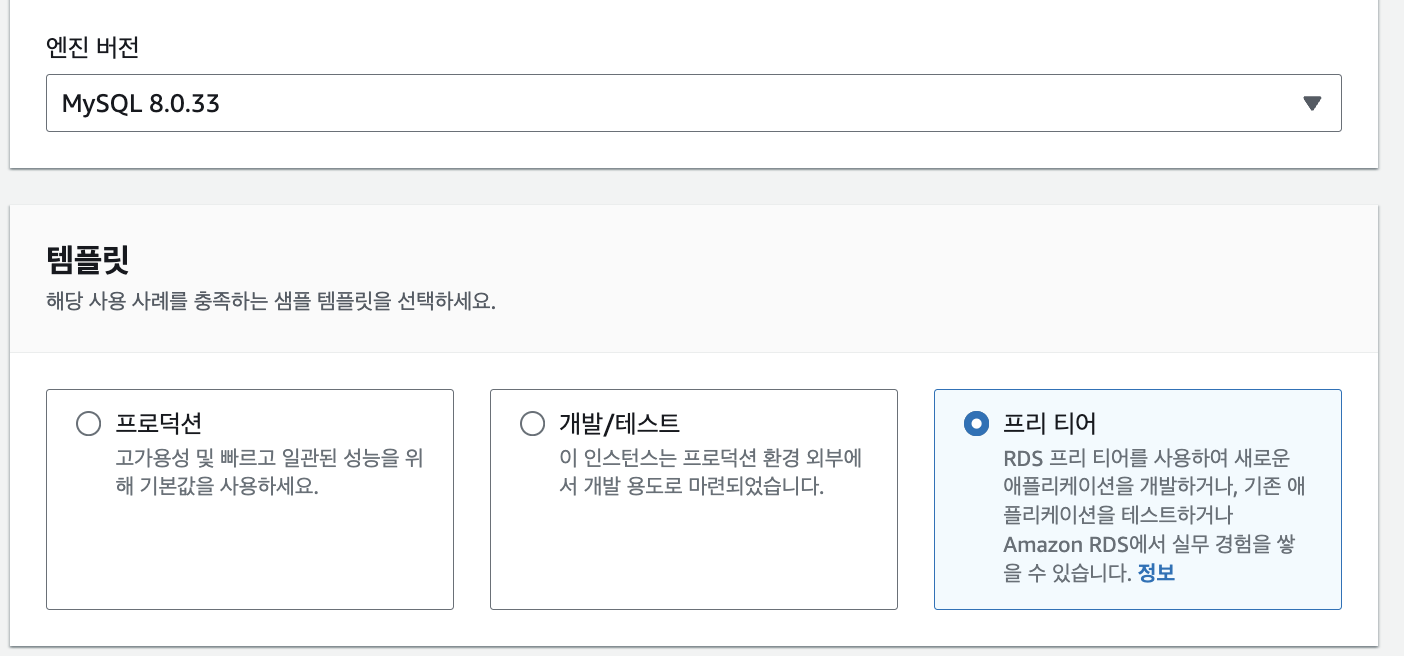 엔진 버전
MySQL 8.0.33
템플릿
해당 사용 사례를 충족하는 샘플 템플릿을 선택하세요.
프로덕션
고가용성 및 빠르고 일관된 성능을 위
해 기본값을 사용하세요.
개발/테스트
이 인스턴스는 프로덕션 환경 외부에
서 개발 용도로 마련되었습니다.
프리 티어
RDS 프리 티어를 사용하여 새로운
애플리케이션을 개발하거나, 기존 애
플리케이션을 테스트하거나
Amazon RDS에서 실무 경험을 쌓
을 수 있습니다. 정보